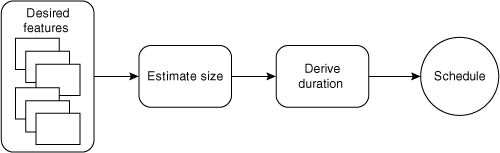 Desired
features
Estimate size
Derive
duration
Schedule